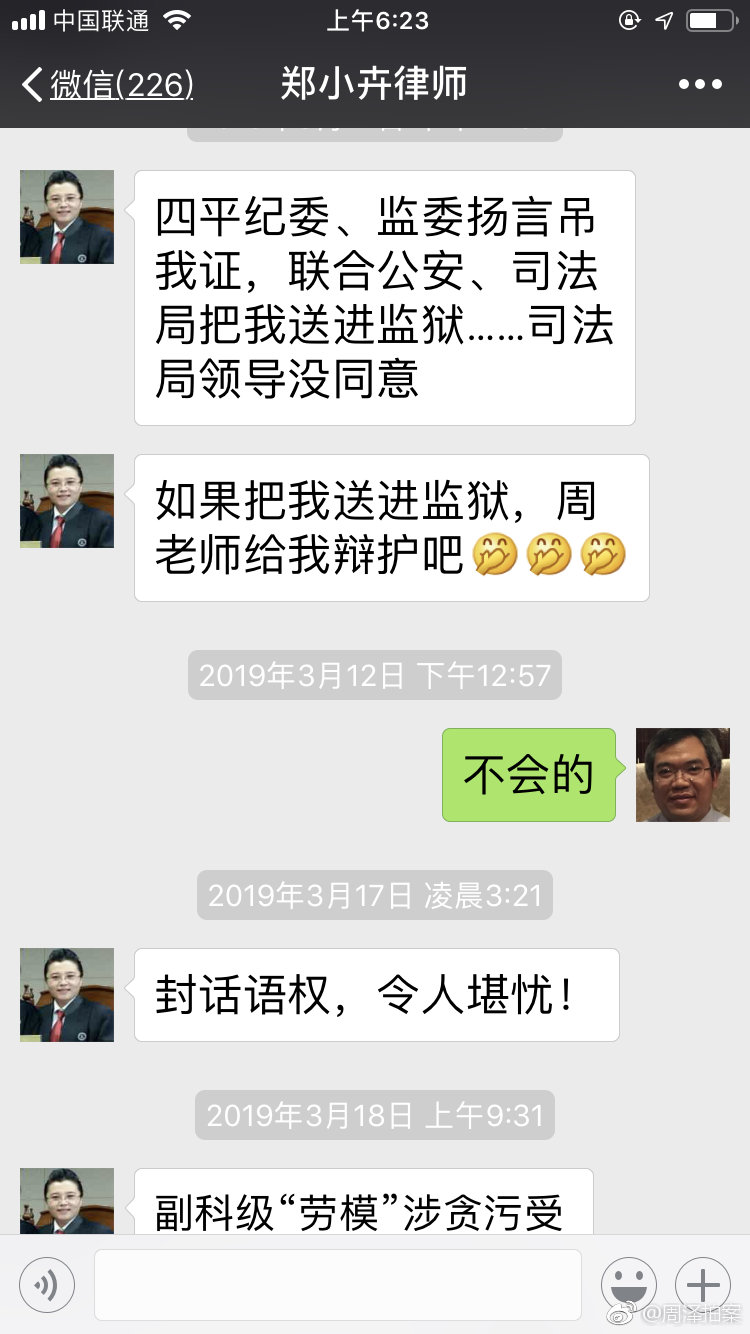 中国联通
上午6:23
微信(226)
郑小卉律师
四平纪委、监委扬言吊
我证，联合公安、司法
局把我送进监狱……司法
局领导没同意
如果把我送进监狱，周
老师给我辩护吧🤭🤭🤭
2019年3月12日 下午12:57
不会的
2019年3月17日 凌晨3:21
封话语权，令人堪忧！
2019年3月18日 上午9:31
副科级“劳模”涉贪污受
@周泽拍案